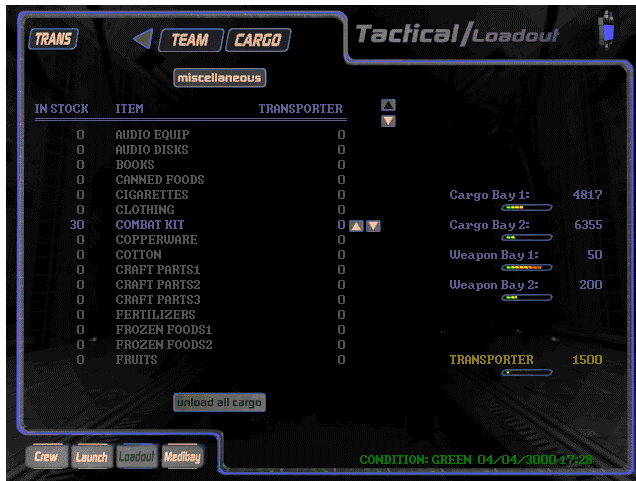 TRANS TEAM CARGO Tactical/Loadout
miscellaneous
IN STOCK ITEM TRANSPORTER
0 AUDIO EQUIP 0
0 AUDIO DISKS 0
0 BOOKS 0
0 CANNED FOODS 0
0 CIGARETTES 0 Cargo Bay 1: 4817
0 CLOTHING 0
30 COMBAT KIT 0 Cargo Bay 2: 6355
0 COPPERWARE 0
0 COTTON 0 Weapon Bay 1: 50
0 CRAFT PARTS1 0
0 CRAFT PARTS2 0 Weapon Bay 2: 200
0 CRAFT PARTS3 0
0 FERTILIZERS 0
0 FROZEN FOODS1 0
0 FROZEN FOODS2 0
0 FRUITS 0 TRANSPORTER 1500
unload all cargo
Crew Launch Loadout Medibay
CONDITION: GREEN 04/04/3000 17:28